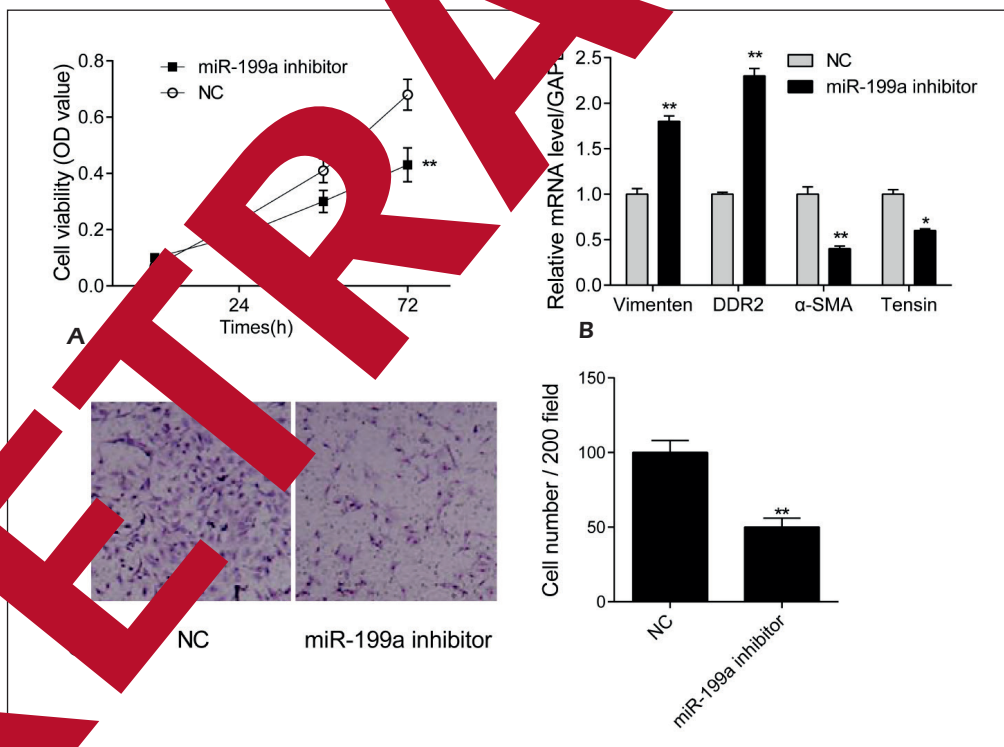 miR-199a inhibitor
NC
Cell viability (OD value)
0.8
0.6
0.4
0.2
0.0
**
24
72
Times(h)
A
NC
miR-199a inhibitor
Relative mRNA level/GAPD
2.5
2.0
1.5
1.0
0.5
0.0
**
**
**
*
Vimenten DDR2 α-SMA Tensin
B
NC
miR-199a inhibitor
Cell number / 200 field
150
100
50
0
**
NC
miR-199a inhibitor
ETRA